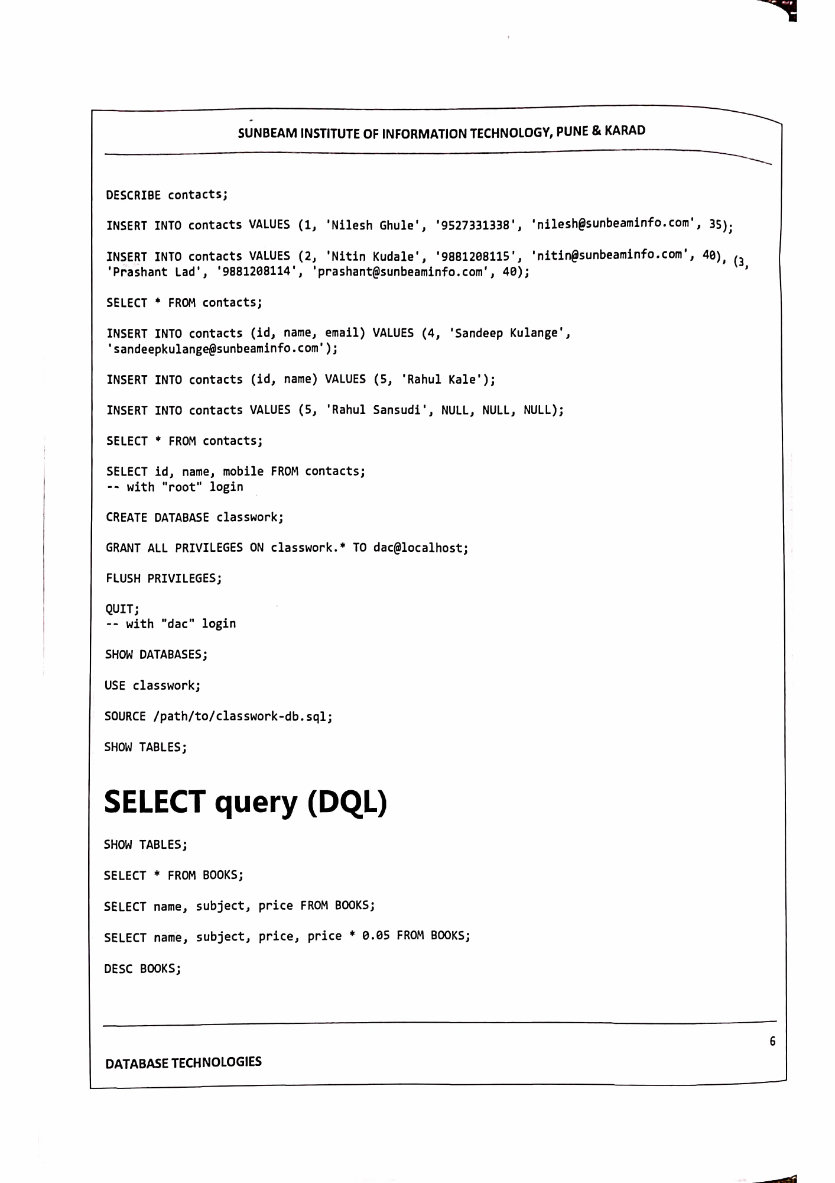 SUNBEAM INSTITUTE OF INFORMATION TECHNOLOGY, PUNE & KARAD
DESCRIBE contacts;
INSERT INTO contacts VALUES (1, 'Nilesh Ghule', '9527331338', 'nilesh@sunbeaminfo.com', 35);
INSERT INTO contacts VALUES (2, 'Nitin Kudale', '9881208115', 'nitin@sunbeaminfo.com', 40), (3,
'Prashant Lad', '9881208114', 'prashant@sunbeaminfo.com', 40);
SELECT * FROM contacts;
INSERT INTO contacts (id, name, email) VALUES (4, 'Sandeep Kulange',
'sandeepkulange@sunbeaminfo.com');
INSERT INTO contacts (id, name) VALUES (5, 'Rahul Kale');
INSERT INTO contacts VALUES (5, 'Rahul Sansudi', NULL, NULL, NULL);
SELECT * FROM contacts;
SELECT id, name, mobile FROM contacts;
-- with "root" login
CREATE DATABASE classwork;
GRANT ALL PRIVILEGES ON classwork.* TO dac@localhost;
FLUSH PRIVILEGES;
QUIT;
-- with "dac" login
SHOW DATABASES;
USE classwork;
SOURCE /path/to/classwork-db.sql;
SHOW TABLES;
SELECT query (DQL)
SHOW TABLES;
SELECT * FROM BOOKS;
SELECT name, subject, price FROM BOOKS;
SELECT name, subject, price, price * 0.05 FROM BOOKS;
DESC BOOKS;
6
DATABASE TECHNOLOGIES